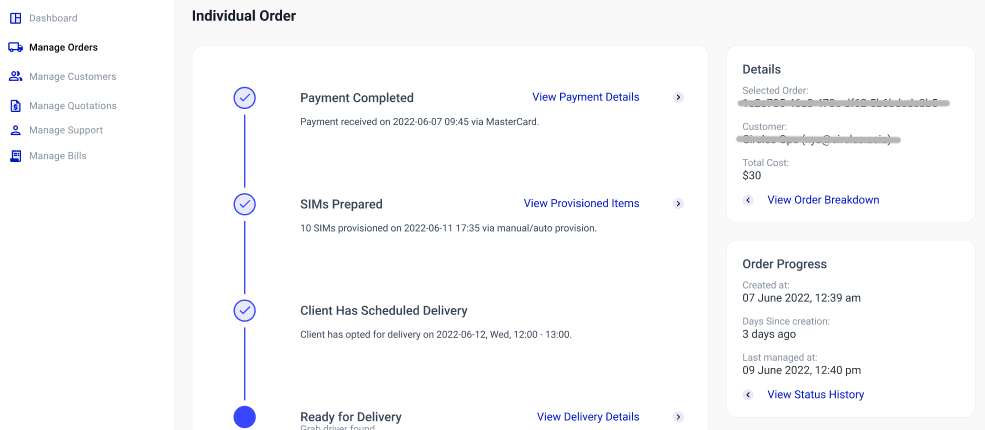 Dashboard
Manage Orders
Manage Customers
Manage Quotations
Manage Support
Manage Bills
Individual Order
Payment Completed
View Payment Details
Payment received on 2022-06-07 09:45 via MasterCard.
SIMs Prepared
View Provisioned Items
10 SIMs provisioned on 2022-06-11 17:35 via manual/auto provision.
Client Has Scheduled Delivery
Client has opted for delivery on 2022-06-12, Wed, 12:00 - 13:00.
Ready for Delivery
View Delivery Details
Grab driver found
Details
Selected Order:
Customer:
Total Cost:
$30
View Order Breakdown
Order Progress
Created at:
07 June 2022, 12:39 am
Days Since creation:
3 days ago
Last managed at:
09 June 2022, 12:40 pm
View Status History